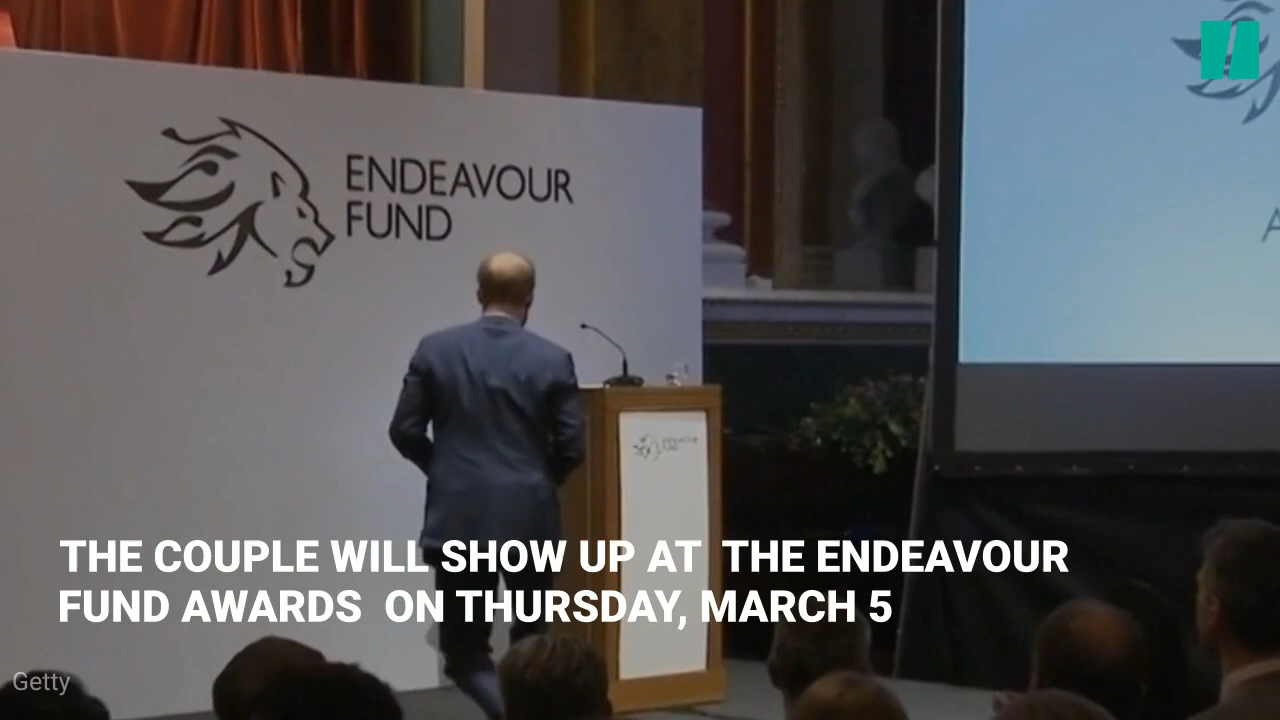 ENDEAVOUR
FUND
THE COUPLE WILL SHOW UP AT  THE ENDEAVOUR
FUND AWARDS  ON THURSDAY, MARCH 5
Getty